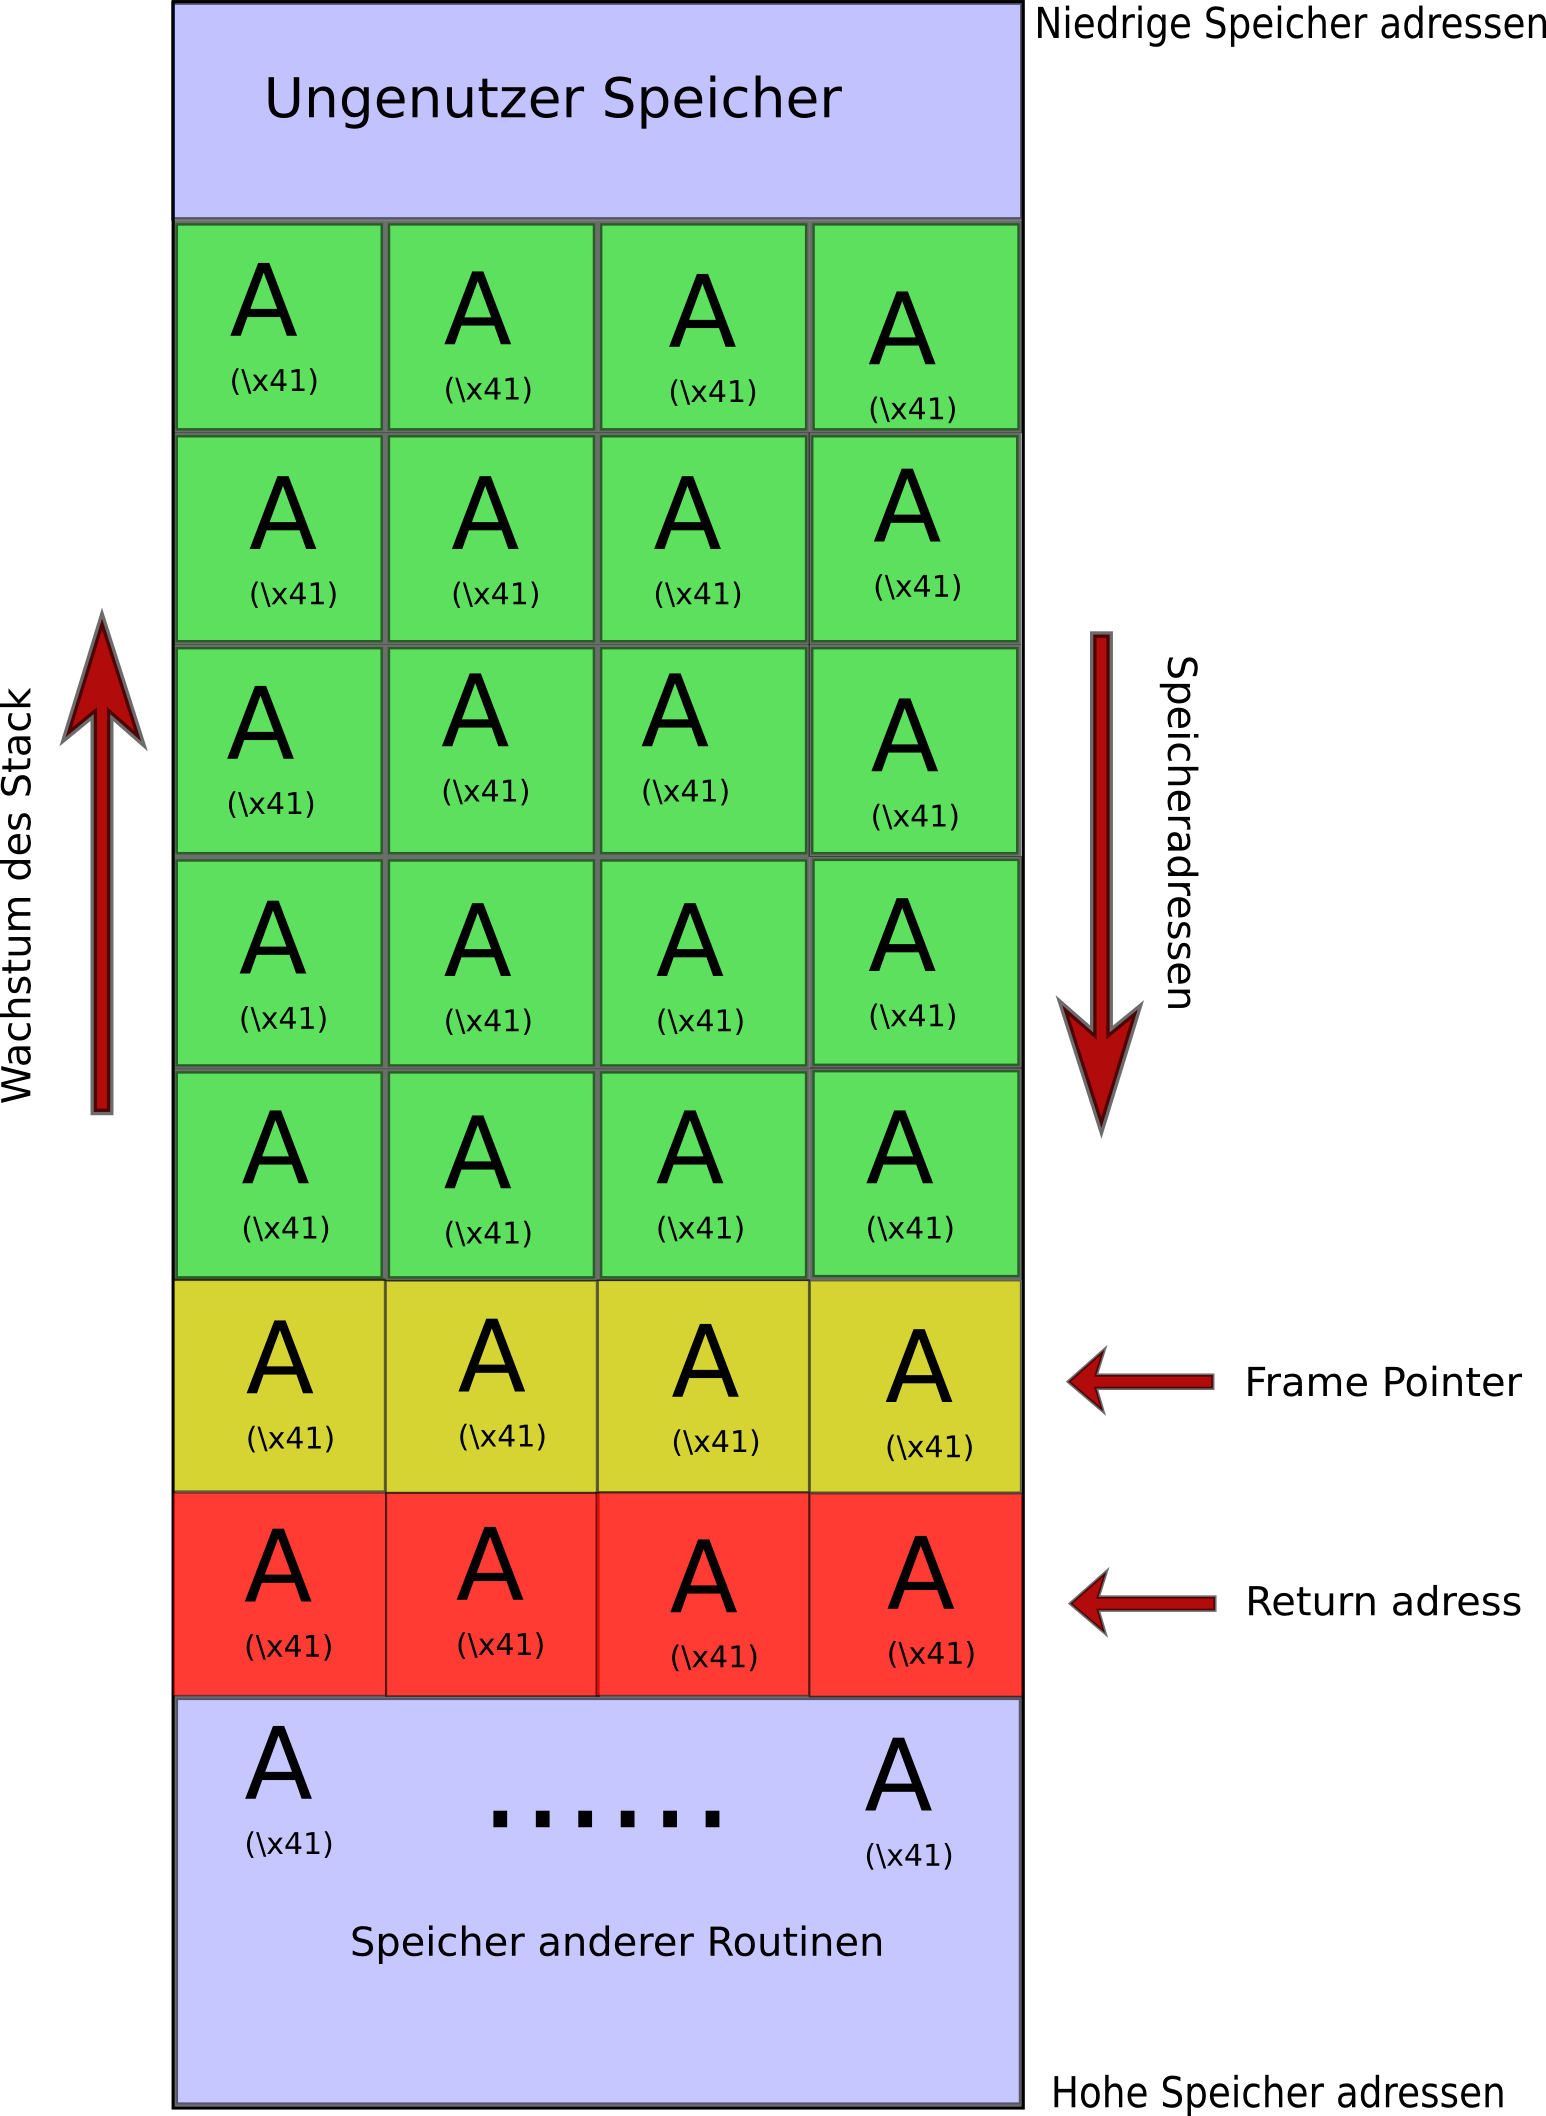 Niedrige Speicher adressen
Ungenutzer Speicher
A A A A
(\x41) (\x41) (\x41) (\x41)
A A A A
(\x41) (\x41) (\x41) (\x41)
A A A A
(\x41) (\x41) (\x41) (\x41)
A A A A
(\x41) (\x41) (\x41) (\x41)
A A A A
(\x41) (\x41) (\x41) (\x41)
Wachstum des Stack
Speicheradressen
A A A A
(\x41) (\x41) (\x41) (\x41)
Frame Pointer
A A A A
(\x41) (\x41) (\x41) (\x41)
Return adress
A ...... A
(\x41) (\x41)
Speicher anderer Routinen
Hohe Speicher adressen